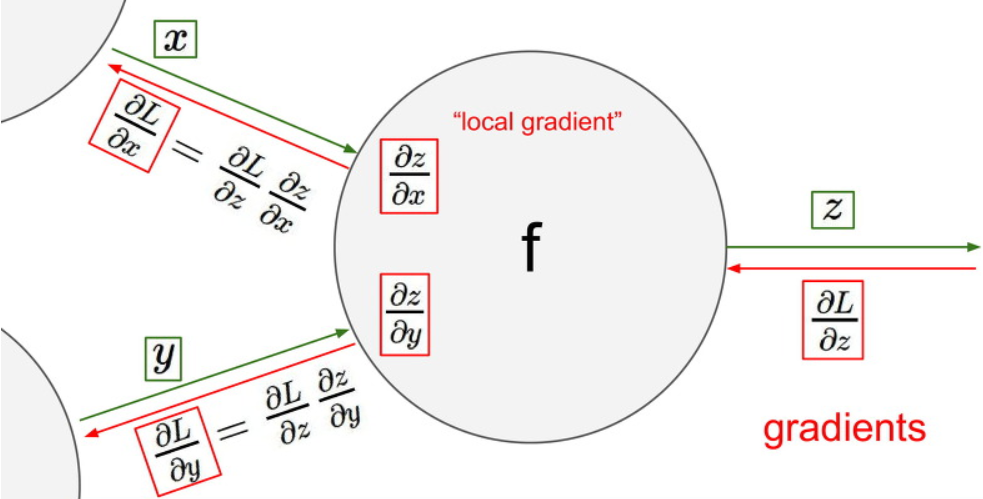 x
∂L/∂x = ∂L/∂z ∂z/∂x
“local gradient”
∂z/∂x
f
z
∂z/∂y
∂L/∂z
y
∂L/∂y = ∂L/∂z ∂z/∂y
gradients